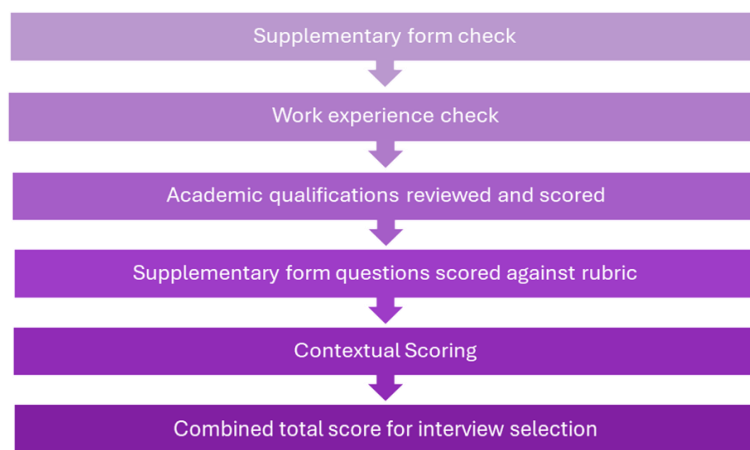 Supplementary form check
Work experience check
Academic qualifications reviewed and scored
Supplementary form questions scored against rubric
Contextual Scoring
Combined total score for interview selection